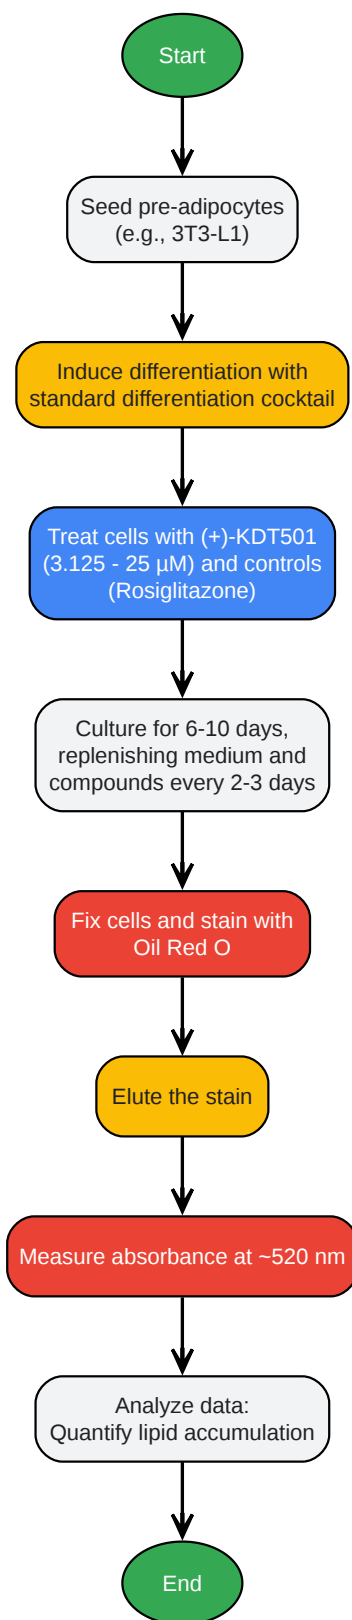 Start
Seed pre-adipocytes
(e.g., 3T3-L1)
Induce differentiation with
standard differentiation cocktail
Treat cells with (+)-KDT501
(3.125 - 25 µM) and controls
(Rosiglitazone)
Culture for 6-10 days,
replenishing medium and
compounds every 2-3 days
Fix cells and stain with
Oil Red O
Elute the stain
Measure absorbance at ~520 nm
Analyze data:
Quantify lipid accumulation
End